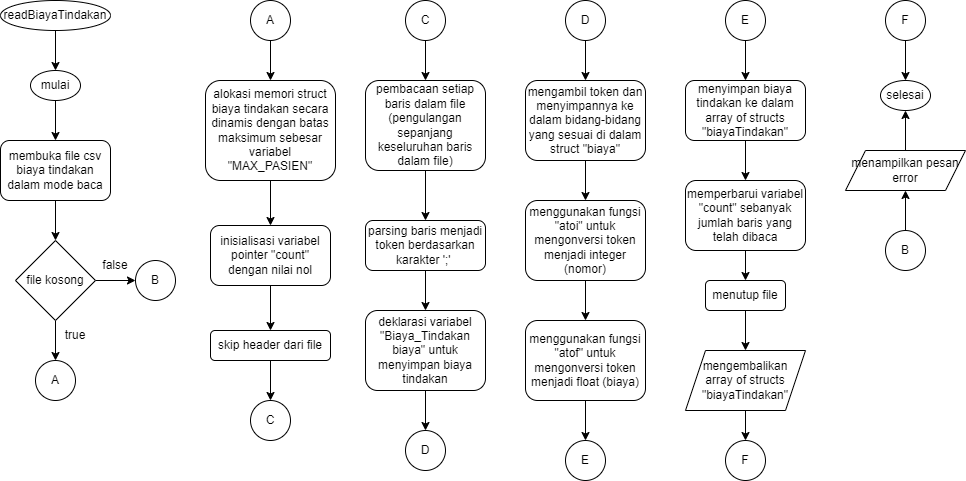 readBiayaTindakan
mulai
membuka file csv
biaya tindakan
dalam mode baca
file kosong
false
B
true
A
A
alokasi memori struct
biaya tindakan secara
dinamis dengan batas
maksimum sebesar
variabel
"MAX_PASIEN"
inisialisasi variabel
pointer "count"
dengan nilai nol
skip header dari file
C
C
pembacaan setiap
baris dalam file
(pengulangan
sepanjang
keseluruhan baris
dalam file)
parsing baris menjadi
token berdasarkan
karakter ';'
deklarasi variabel
"Biaya_Tindakan
biaya" untuk
menyimpan biaya
tindakan
D
D
mengambil token dan
menyimpannya ke
dalam bidang-bidang
yang sesuai di dalam
struct "biaya"
menggunakan fungsi
"atoi" untuk
mengonversi token
menjadi integer
(nomor)
menggunakan fungsi
"atof" untuk
mengonversi token
menjadi float (biaya)
E
E
menyimpan biaya
tindakan ke dalam
array of structs
"biayaTindakan"
memperbarui variabel
"count" sebanyak
jumlah baris yang
telah dibaca
menutup file
mengembalikan
array of structs
"biayaTindakan"
F
F
selesai
menampilkan pesan
error
B